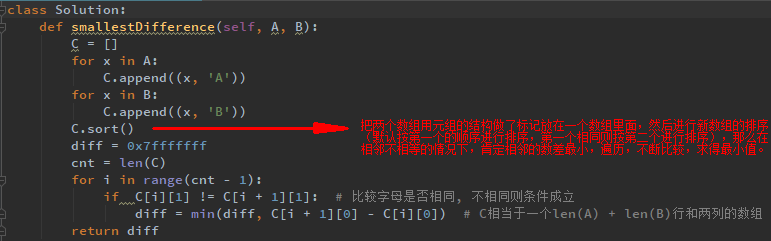 class Solution:
    def smallestDifference(self, A, B):
        C = []
        for x in A:
            C.append((x, 'A'))
        for x in B:
            C.append((x, 'B'))
        C.sort()
把两个数组用元组的结构做了标记放在一个数组里面，然后进行新数组的排序
（默认按第一个的顺序进行排序，第一个相同则按第二个进行排序），那么在
相邻不相等的情况下，肯定相邻的数差最小，遍历，不断比较，求得最小值。
        diff = 0x7fffffff
        cnt = len(C)
        for i in range(cnt - 1):
            if  C[i][1] != C[i + 1][1]:  # 比较字母是否相同, 不相同则条件成立
                diff = min(diff, C[i + 1][0] - C[i][0])  # C相当于一个len(A) + len(B)行和两列的数组
        return diff